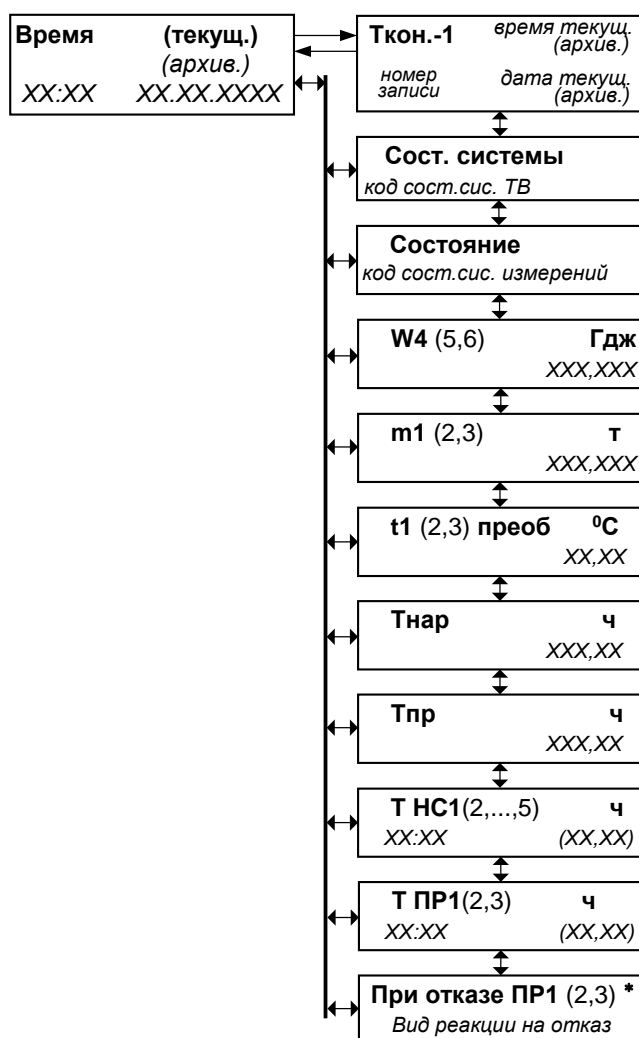 Время (текущ.)
(архив.)
XX:XX XX.XX.XXXX
Ткон.-1 время текущ.
(архив.)
номер
записи
дата текущ.
(архив.)
Сост. системы
код сост.сис. ТВ
Состояние
код сост.сис. измерений
W4 (5,6) Гдж
XXX,XXX
m1 (2,3) т
XXX,XXX
t1 (2,3) преоб ⁰С
XX,XX
Тнар ч
XXX,XX
Тпр ч
XXX,XX
Т НС1(2,...,5) ч
XX:XX (XX,XX)
Т ПР1(2,3) ч
XX:XX (XX,XX)
При отказе ПР1 (2,3) *
Вид реакции на отказ